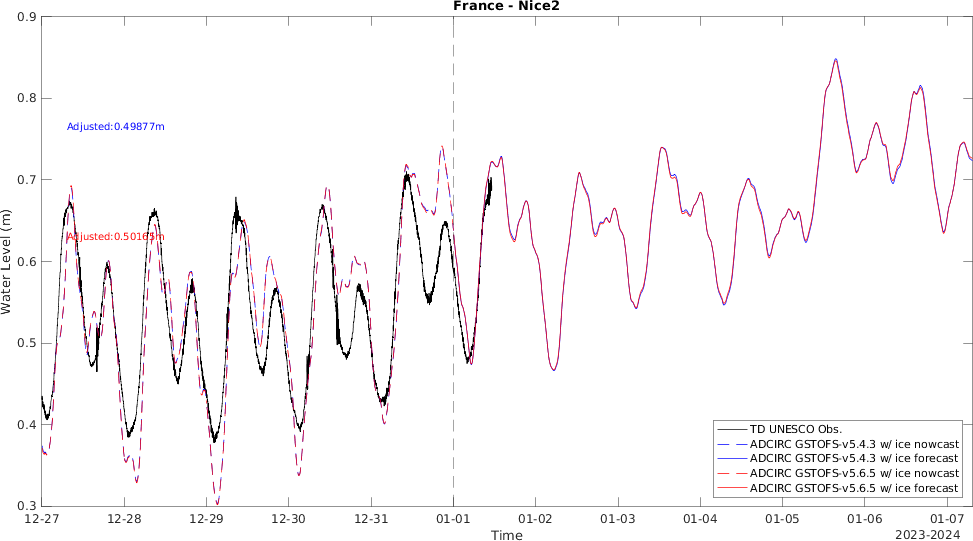 France - Nice2
Water Level (m)
0.9
0.8
0.7
0.6
0.5
0.4
0.3
Adjusted:0.49877m
Adjusted:0.50165m
TD UNESCO Obs.
ADCIRC GSTOFS-v5.4.3 w/ ice nowcast
ADCIRC GSTOFS-v5.4.3 w/ ice forecast
ADCIRC GSTOFS-v5.6.5 w/ ice nowcast
ADCIRC GSTOFS-v5.6.5 w/ ice forecast
12-27 12-28 12-29 12-30 12-31 01-01 01-02 01-03 01-04 01-05 01-06 01-07
Time
2023-2024